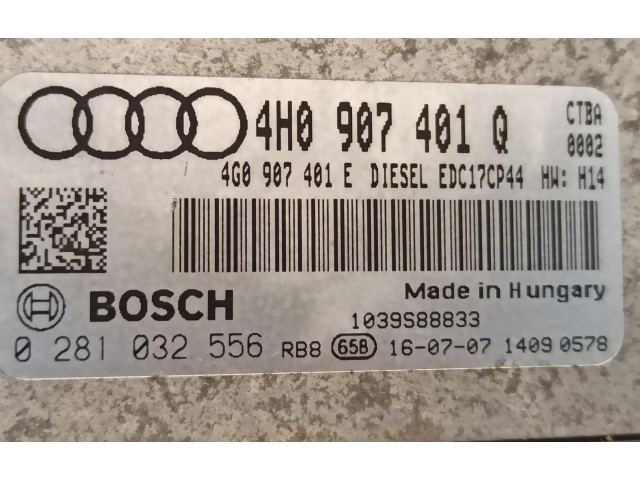 4H0 907 401 Q CTBA 0002
4G0 907 401 E DIESEL EDC17CP44 HW: H14
BOSCH Made in Hungary
1039S88833
0 281 032 556 RB8 65B 16-07-07 1409 0578